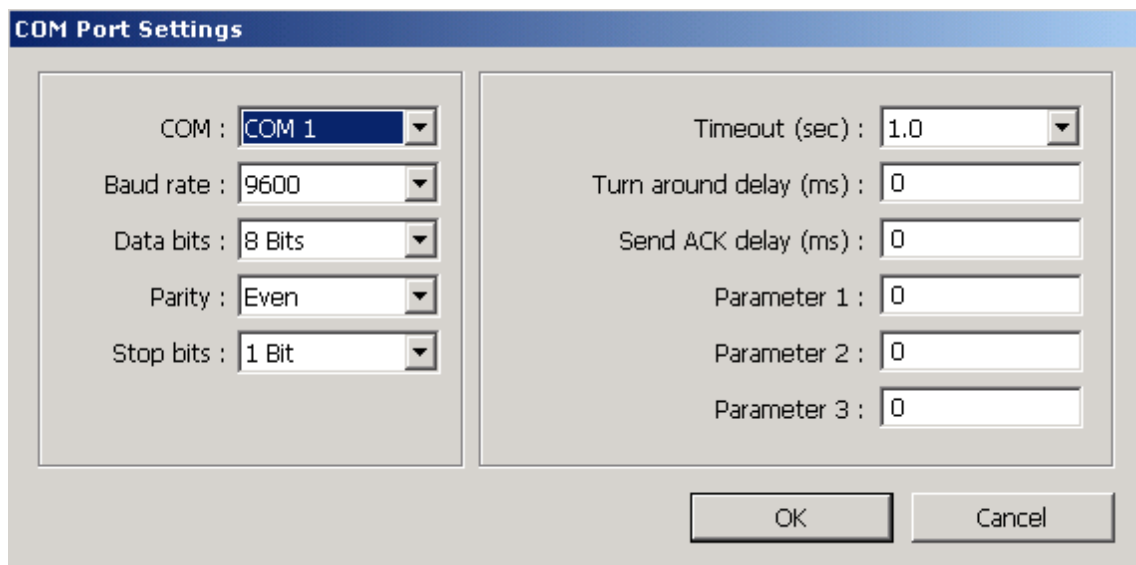 COM Port Settings
COM : COM 1
Baud rate : 9600
Data bits : 8 Bits
Parity : Even
Stop bits : 1 Bit
Timeout (sec) : 1.0
Turn around delay (ms) : 0
Send ACK delay (ms) : 0
Parameter 1 : 0
Parameter 2 : 0
Parameter 3 : 0
OK Cancel